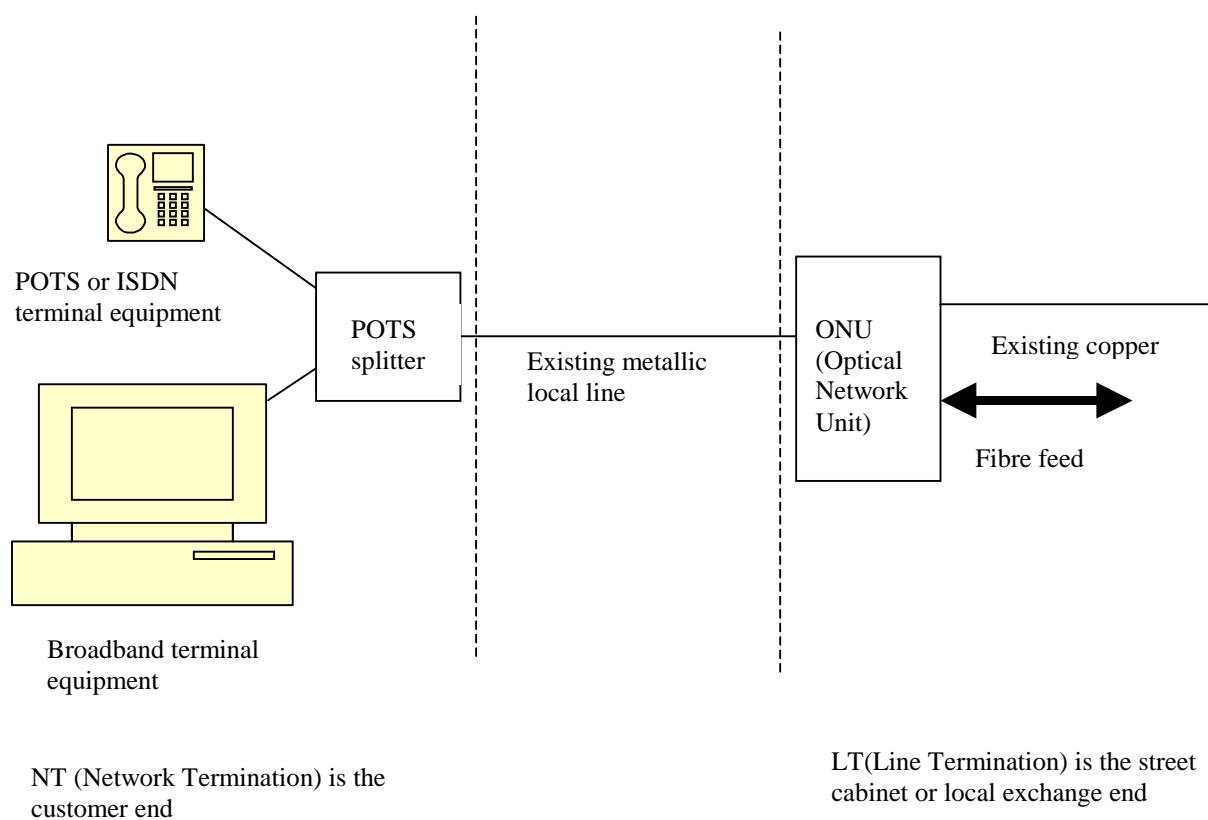 POTS or ISDN
terminal equipment
POTS
splitter
Existing metallic
local line
ONU
(Optical
Network
Unit)
Existing copper
Fibre feed
Broadband terminal
equipment
NT (Network Termination) is the
customer end
LT(Line Termination) is the street
cabinet or local exchange end